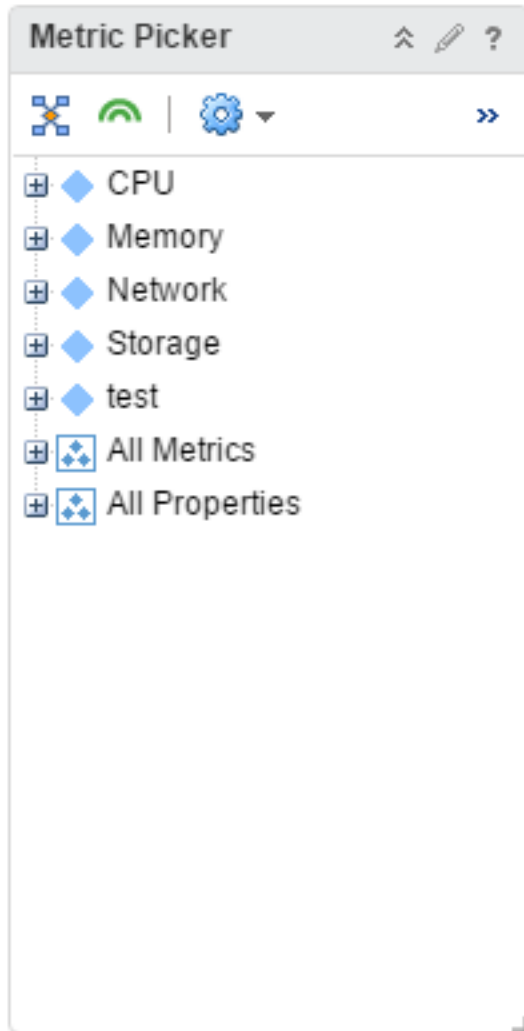 Metric Picker ?
CPU
Memory
Network
Storage
test
All Metrics
All Properties